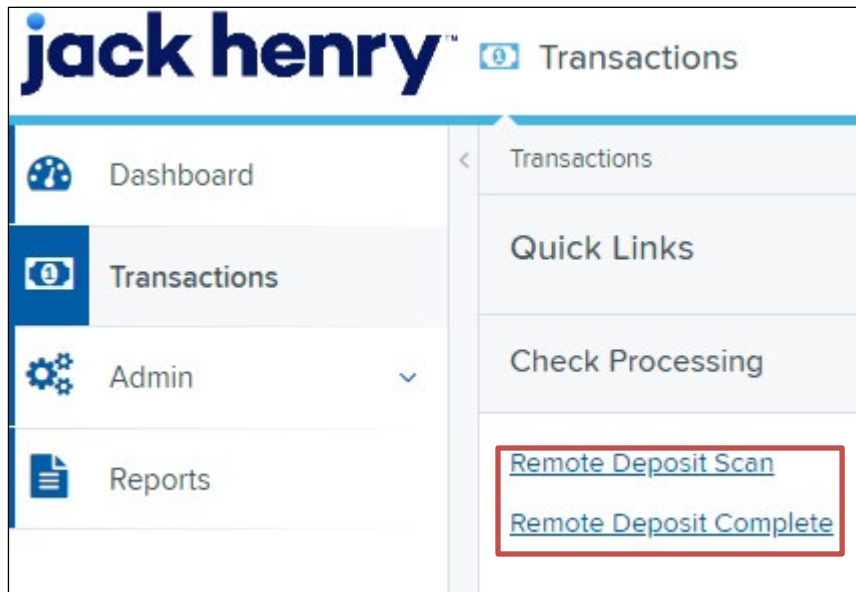 jack henry™ Transactions
Dashboard
Transactions
Admin
Reports
Transactions
Quick Links
Check Processing
Remote Deposit Scan
Remote Deposit Complete